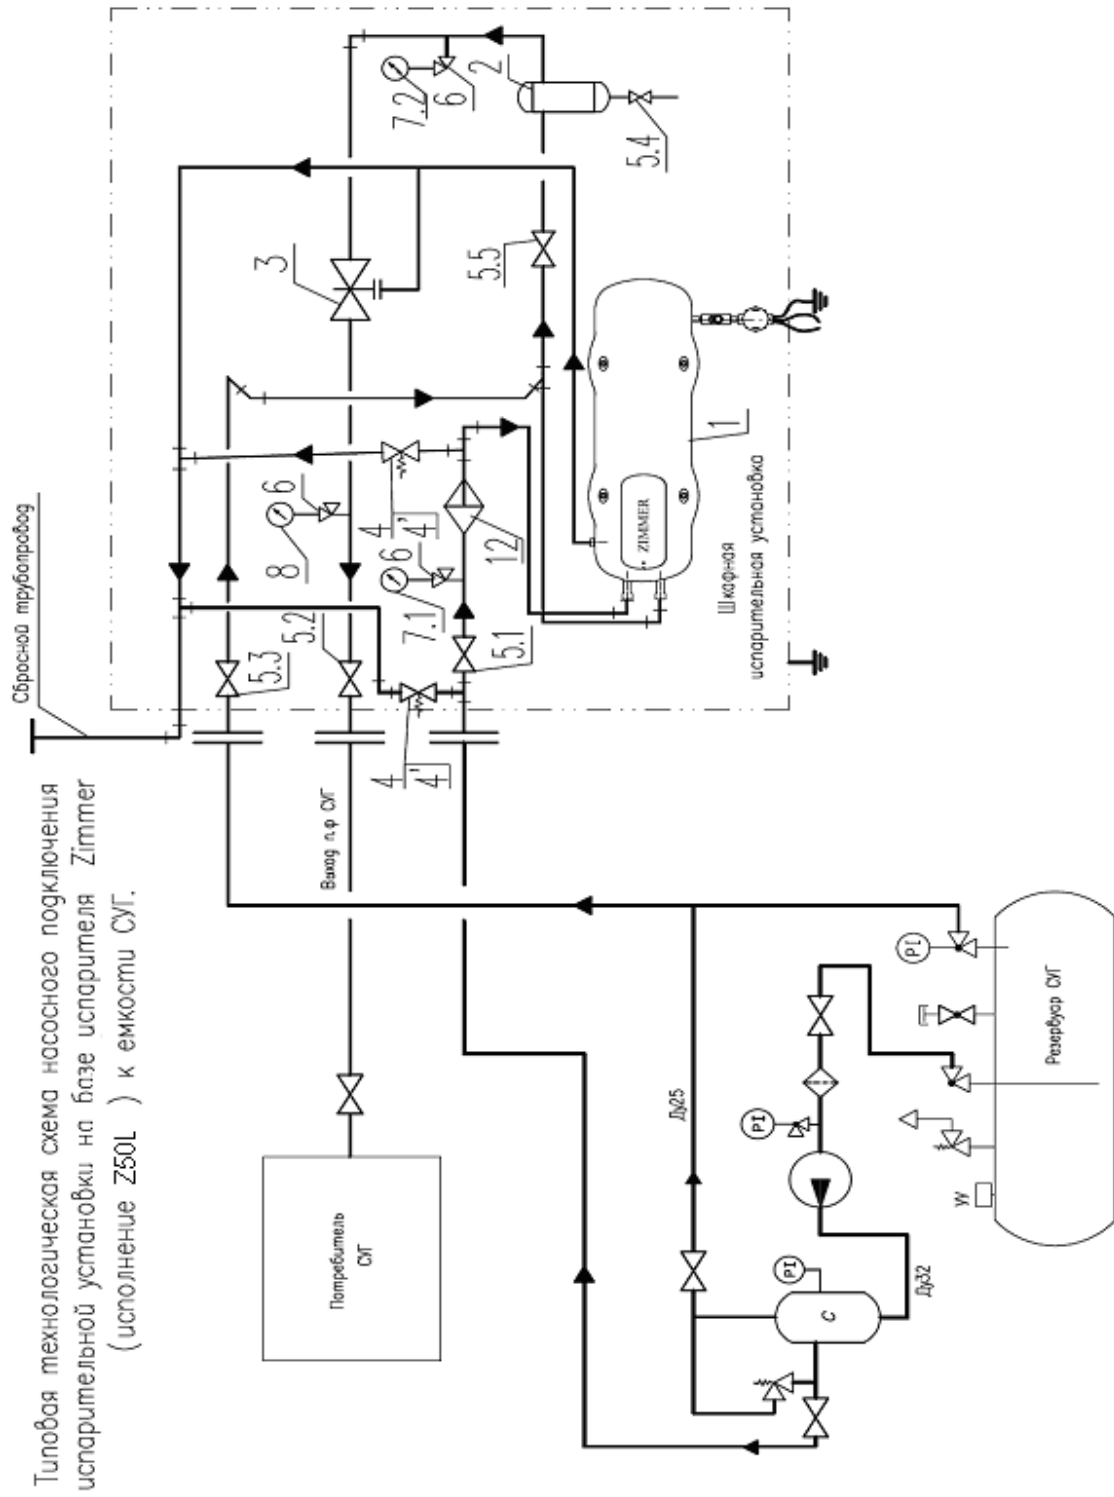 Типовая технологическая схема насосного подключения
испарительной установки на базе испарителя Zimmer
(исполнение Z50L ) к емкости СУГ.
Сбросной трубопровод
7.2
6
2
5.4
3
5.5
8
6
4
4'
7.1
6
12
5.3
5.2
5.1
4
4'
1
ZIMMER
Шкафная
испарительная установка
Выход п.ф СУГ
Потребитель
СУГ
Ду25
Ду32
PI
PI
PI
С
Резервуар СУГ